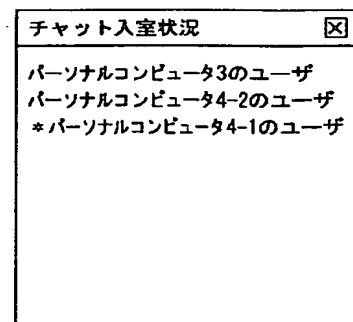 チャット入室状況
パーソナルコンピュータ3のユーザ
パーソナルコンピュータ4-2のユーザ
*パーソナルコンピュータ4-1のユーザ